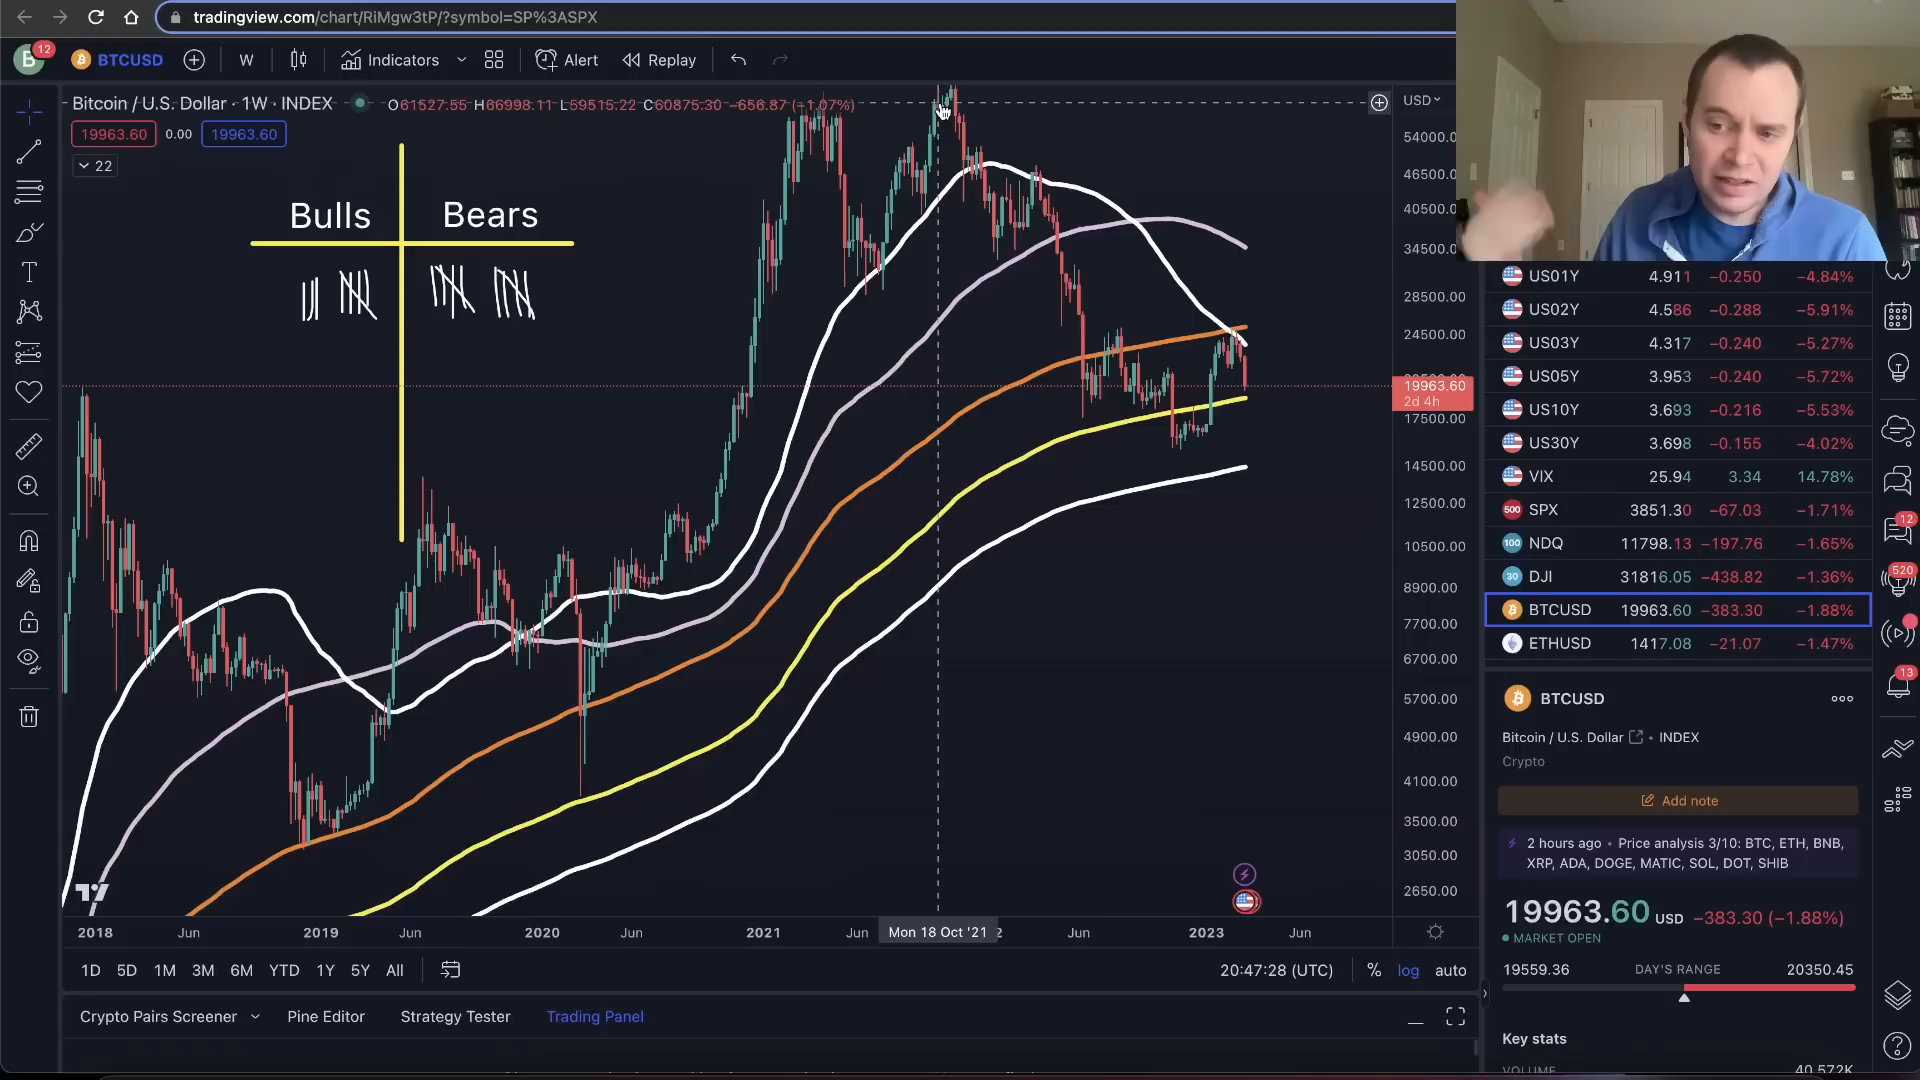 tradingview.com/chart/RiMgw3tP/?symbol=SP%3ASPX
B 12 BTCUSD W Indicators Alert Replay
Bitcoin / U.S. Dollar · 1W · INDEX O61527.55 H66998.11 L59515.22 C60875.30 −656.87 (−1.07%) USD
19963.60 0.00 19963.60
22
Bulls Bears
54000.00
46500.0
40500.0
34500.0
28500.00
24500.00
19963.60
2d 4h
17500.00
14500.00
12500.00
10500.00
8900.00
7700.00
6700.00
5700.00
4900.00
4100.00
3500.00
3050.00
2650.00
2018 Jun 2019 Jun 2020 Jun 2021 Jun Mon 18 Oct '21 Jun 2023 Jun
1D 5D 1M 3M 6M YTD 1Y 5Y All 20:47:28 (UTC) % log auto
Crypto Pairs Screener Pine Editor Strategy Tester Trading Panel
US01Y 4.911 −0.250 −4.84%
US02Y 4.586 −0.288 −5.91%
US03Y 4.317 −0.240 −5.27%
US05Y 3.953 −0.240 −5.72%
US10Y 3.693 −0.216 −5.53%
US30Y 3.698 −0.155 −4.02%
VIX 25.94 3.34 14.78%
500 SPX 3851.30 −67.03 −1.71%
100 NDQ 11798.13 −197.76 −1.65%
30 DJI 31816.05 −438.82 −1.36%
BTCUSD 19963.60 −383.30 −1.88%
ETHUSD 1417.08 −21.07 −1.47%
BTCUSD
Bitcoin / U.S. Dollar • INDEX
Crypto
Add note
2 hours ago • Price analysis 3/10: BTC, ETH, BNB,
XRP, ADA, DOGE, MATIC, SOL, DOT, SHIB
19963.60 USD −383.30 (−1.88%)
MARKET OPEN
19559.36 DAY'S RANGE 20350.45
Key stats
VOLUME 40.572K
12
520
13